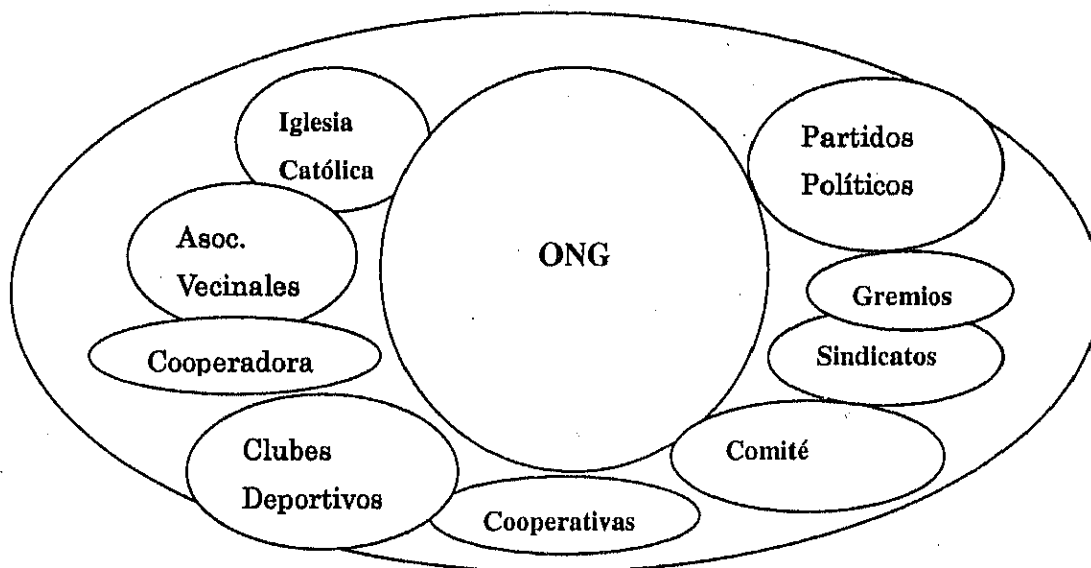 Iglesia
Católica
Asoc.
Vecinales
Cooperadora
Clubes
Deportivos
ONG
Cooperativas
Partidos
Políticos
Gremios
Sindicatos
Comité